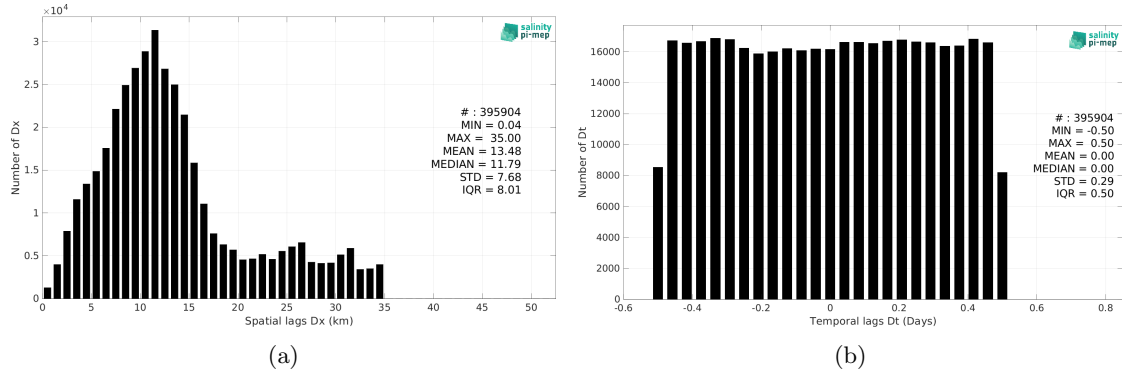 ×10⁴
3
2.5
2
1.5
1
0.5
0
0 5 10 15 20 25 30 35 40 45 50
Number of Dx
Spatial lags Dx (km)
salinity
pi-mep
# : 395904
MIN = 0.04
MAX = 35.00
MEAN = 13.48
MEDIAN = 11.79
STD = 7.68
IQR = 8.01
(a)
16000
14000
12000
10000
8000
6000
4000
2000
0
-0.6 -0.4 -0.2 0 0.2 0.4 0.6 0.8
Number of Dt
Temporal lags Dt (Days)
salinity
pi-mep
# : 395904
MIN = -0.50
MAX = 0.50
MEAN = 0.00
MEDIAN = 0.00
STD = 0.29
IQR = 0.50
(b)